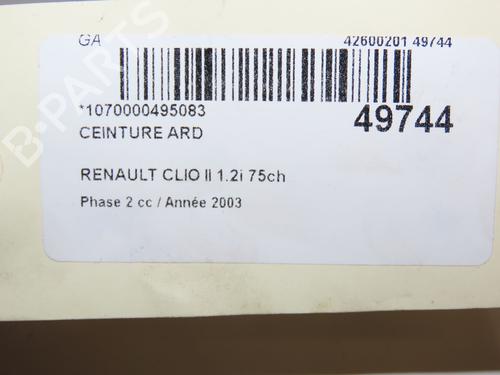 GA 42600201 49744
*1070000495083 49744
CEINTURE ARD
RENAULT CLIO II 1.2i 75ch
Phase 2 cc / Année 2003
B-PARTS